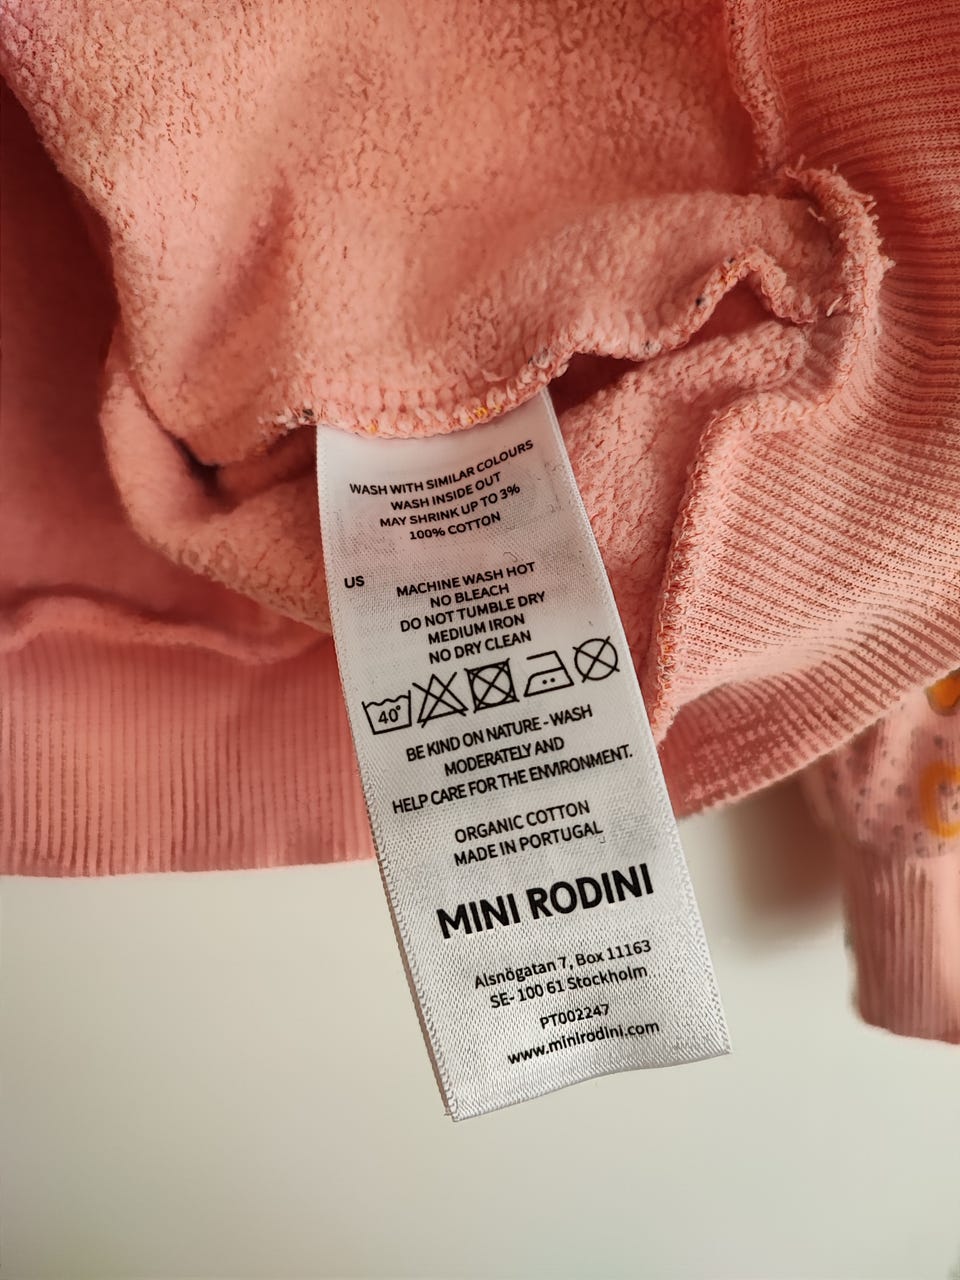 WASH WITH SIMILAR COLOURS
WASH INSIDE OUT
MAY SHRINK UP TO 3%
100% COTTON
US
MACHINE WASH HOT
NO BLEACH
DO NOT TUMBLE DRY
MEDIUM IRON
NO DRY CLEAN
40°
BE KIND ON NATURE - WASH
MODERATELY AND
HELP CARE FOR THE ENVIRONMENT.
ORGANIC COTTON
MADE IN PORTUGAL
MINI RODINI
Alsnögatan 7, Box 11163
SE- 100 61 Stockholm
PT002247
www.minirodini.com